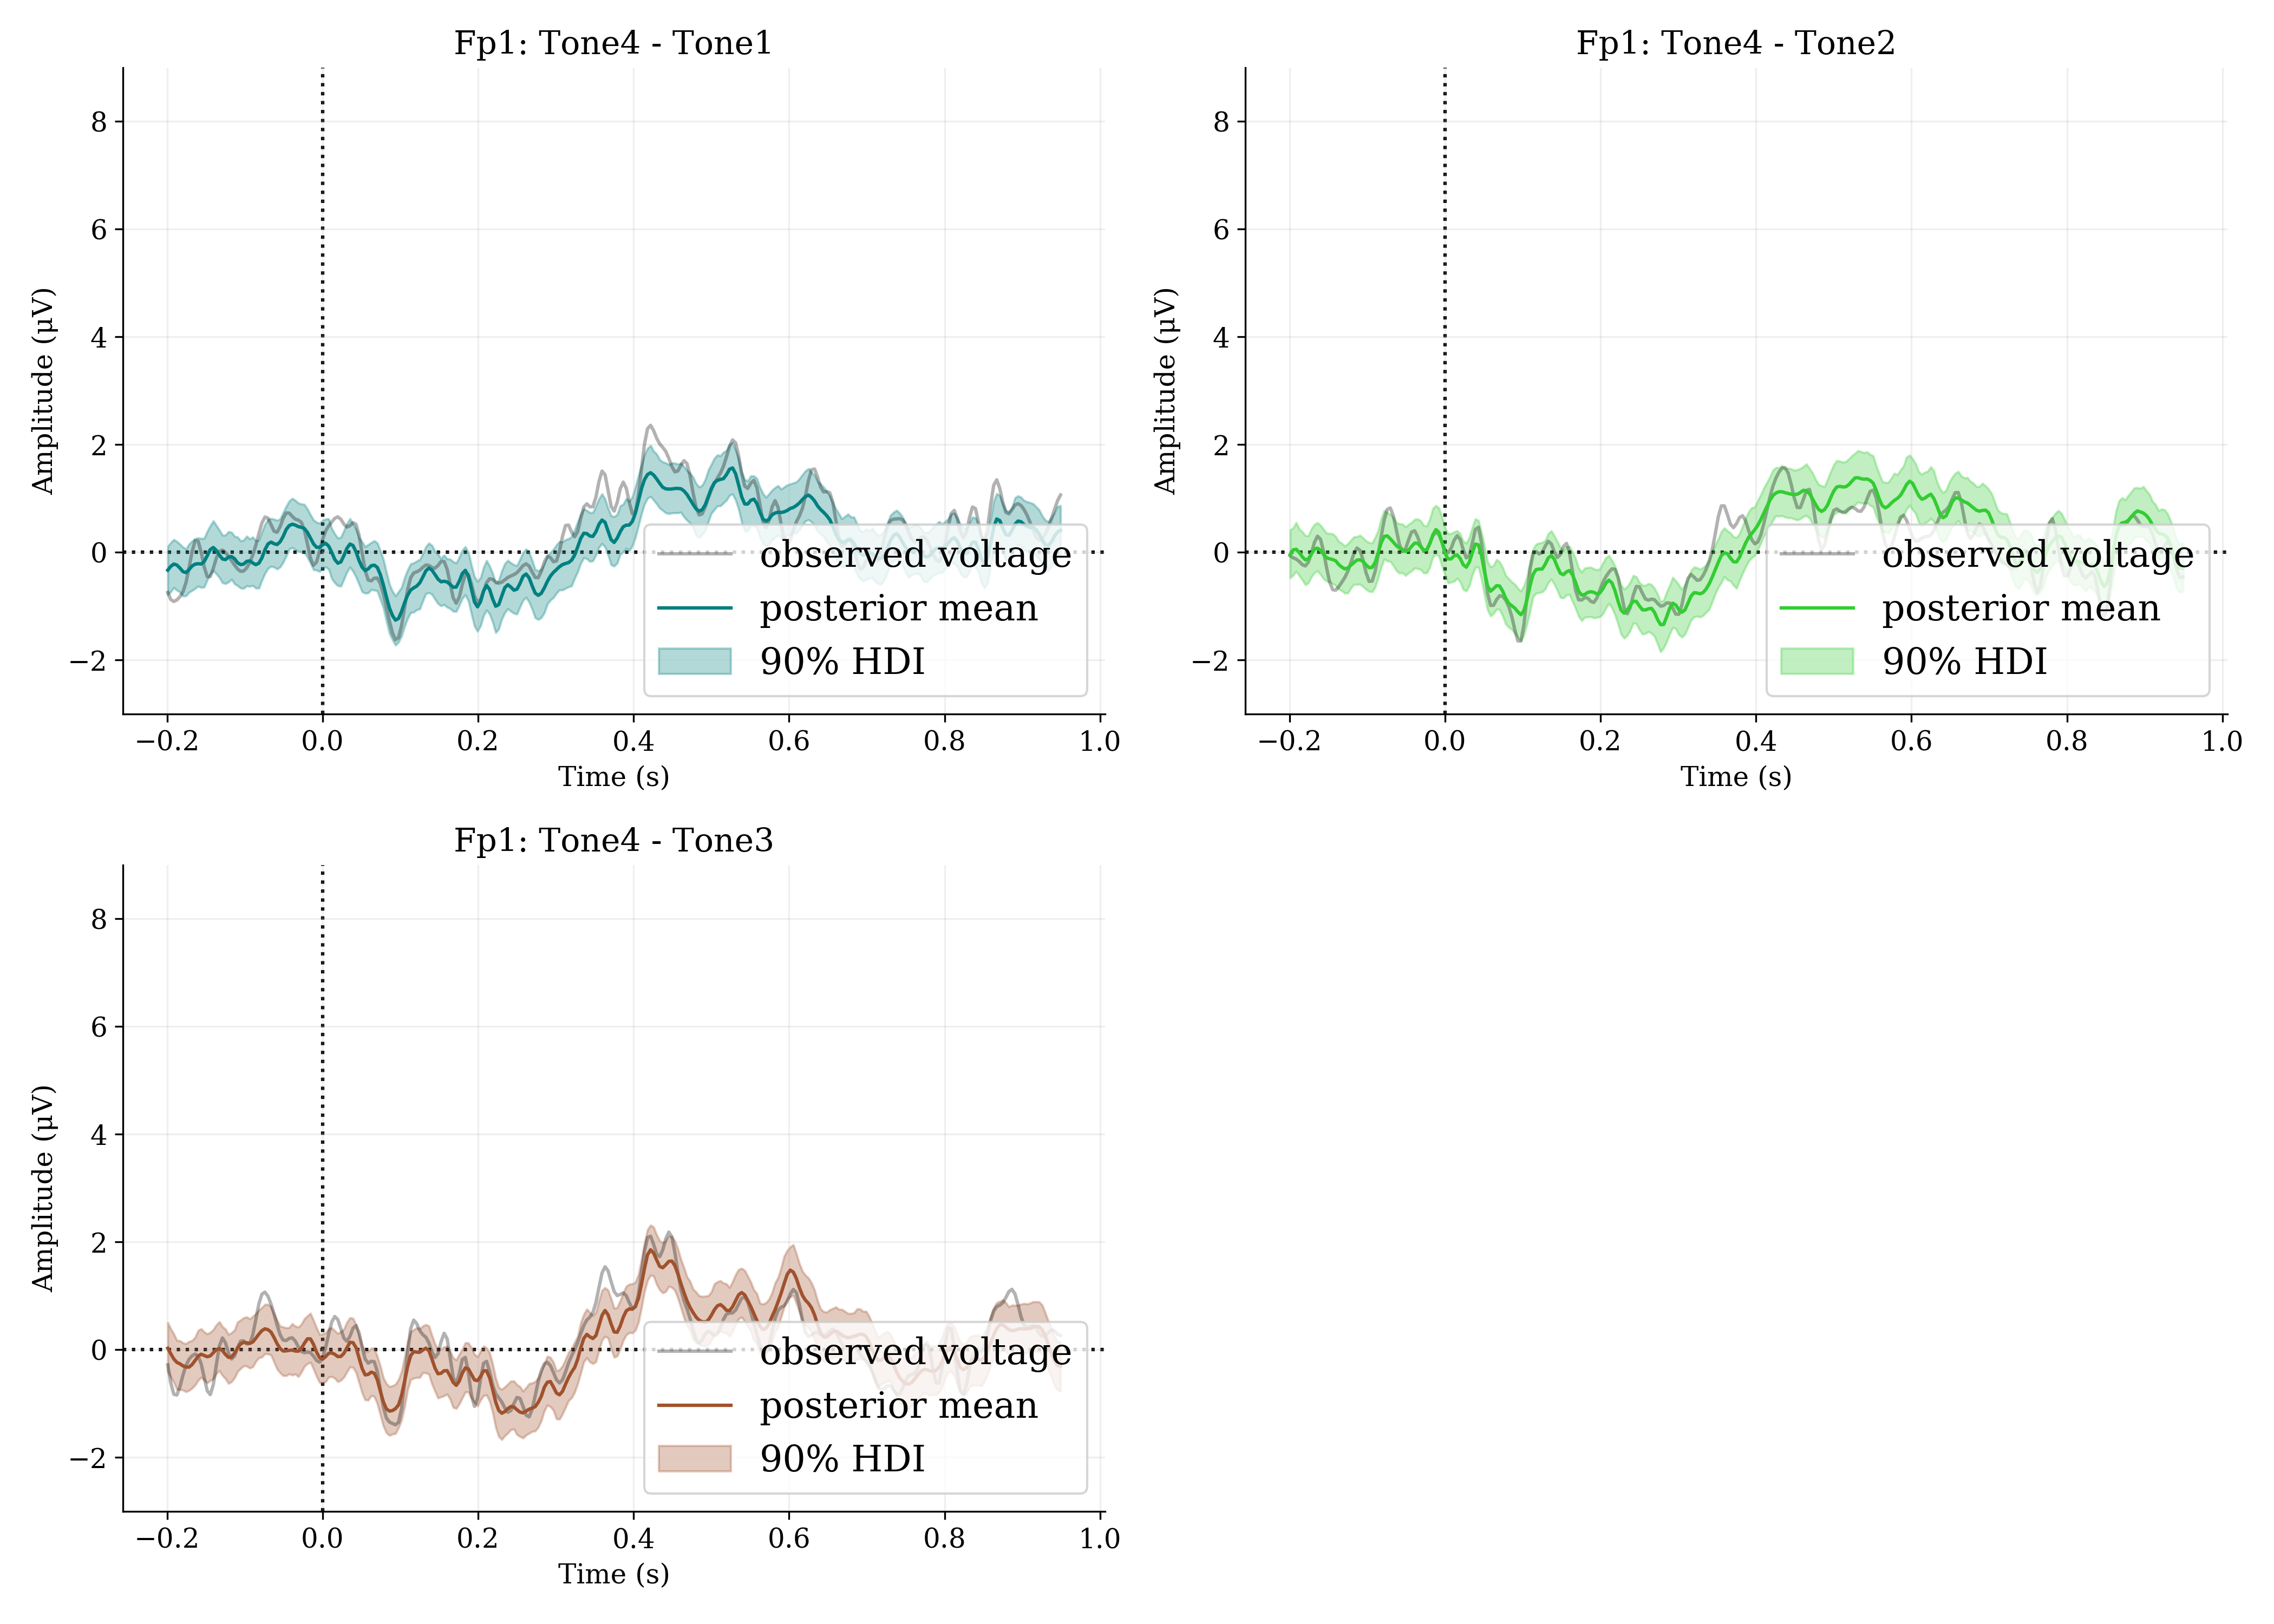 Fp1: Tone4 - Tone1
Amplitude (µV)
8
6
4
2
0
−2
observed voltage
posterior mean
90% HDI
−0.2 0.0 0.2 0.4 0.6 0.8 1.0
Time (s)
Fp1: Tone4 - Tone2
Amplitude (µV)
8
6
4
2
0
−2
observed voltage
posterior mean
90% HDI
−0.2 0.0 0.2 0.4 0.6 0.8 1.0
Time (s)
Fp1: Tone4 - Tone3
Amplitude (µV)
8
6
4
2
0
−2
observed voltage
posterior mean
90% HDI
−0.2 0.0 0.2 0.4 0.6 0.8 1.0
Time (s)